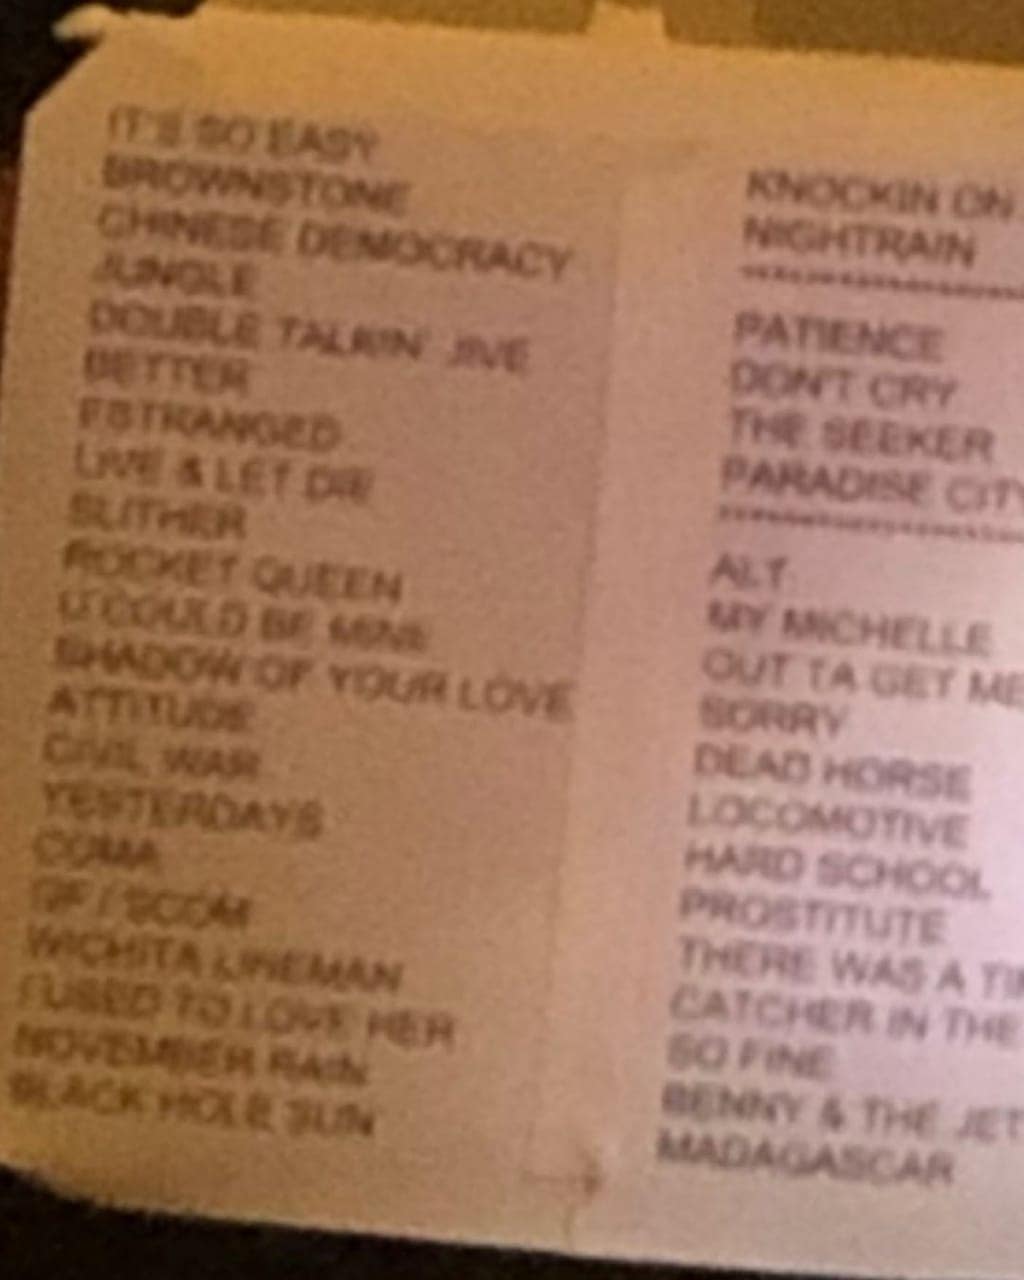 IT'S SO EASY
BROWNSTONE
CHINESE DEMOCRACY
JUNGLE
DOUBLE TALKIN' JIVE
BETTER
ESTRANGED
LIVE & LET DIE
SLITHER
ROCKET QUEEN
U COULD BE MINE
SHADOW OF YOUR LOVE
ATTITUDE
CIVIL WAR
YESTERDAYS
COMA
GF / SCOM
WICHITA LINEMAN
I USED TO LOVE HER
NOVEMBER RAIN
BLACK HOLE SUN
KNOCKIN ON
NIGHTRAIN
PATIENCE
DON'T CRY
THE SEEKER
PARADISE CITY
ALT
MY MICHELLE
OUT TA GET ME
SORRY
DEAD HORSE
LOCOMOTIVE
HARD SCHOOL
PROSTITUTE
THERE WAS A
CATCHER IN THE
SO FINE
BENNY & THE JET
MADAGASCAR